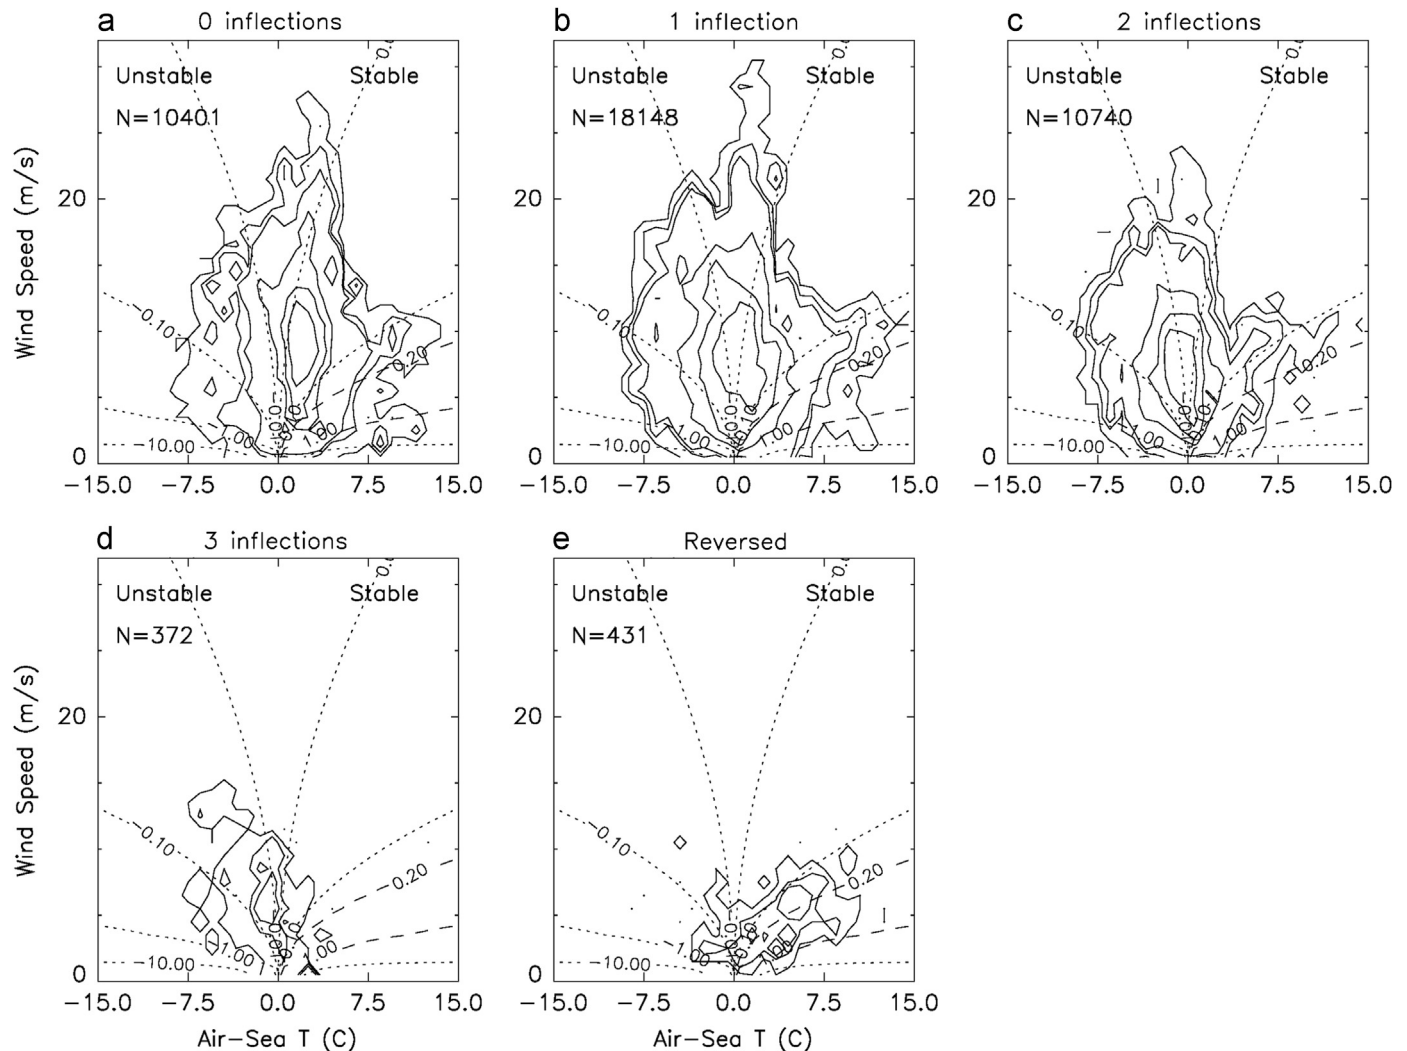 a 0 inflections
Unstable Stable
N=10401
Wind Speed (m/s)
20
0
−0.10
0.20
1.00
−10.00
−15.0 −7.5 0.0 7.5 15.0
b 1 inflection
Unstable Stable
N=18148
20
0
−0.10
0.20
1.00
1.00
−10.00
−15.0 −7.5 0.0 7.5 15.0
c 2 inflections
Unstable Stable
N=10740
20
0
−0.10
0.20
1.00
−10.00
−15.0 −7.5 0.0 7.5 15.0
d 3 inflections
Unstable Stable
N=372
Wind Speed (m/s)
20
0
−0.10
0.20
−1.00
−10.00
−15.0 −7.5 0.0 7.5 15.0
Air−Sea T (C)
e Reversed
Unstable Stable
N=431
20
0
−0.10
0.20
−1.00
−10.00
−15.0 −7.5 0.0 7.5 15.0
Air−Sea T (C)